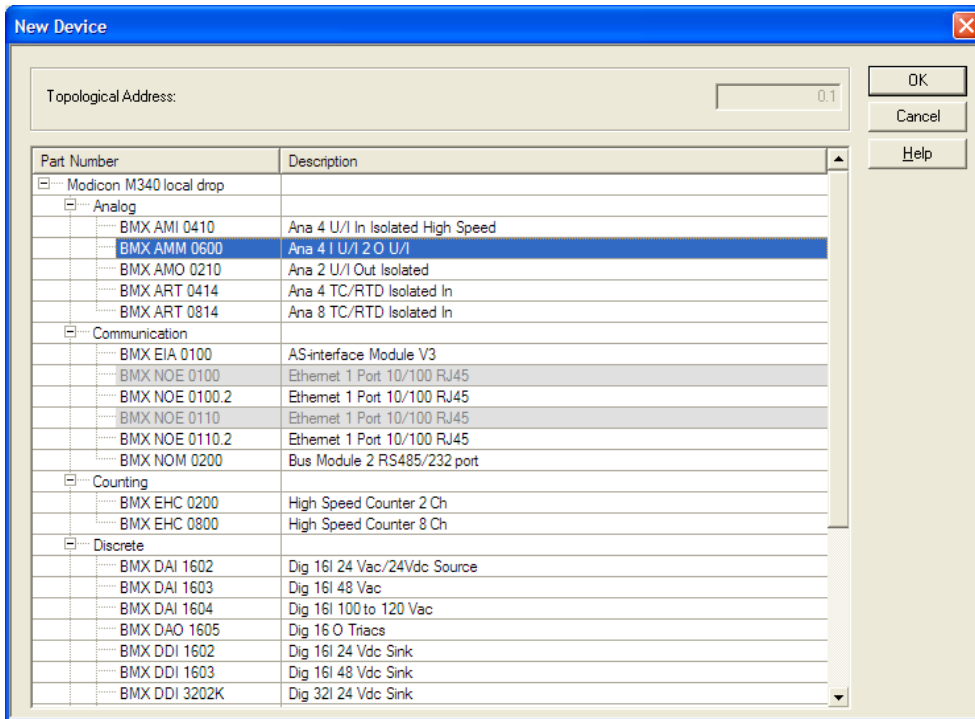 New Device
Topological Address: 0.1
OK
Cancel
Help
Part Number Description
Modicon M340 local drop
Analog
BMX AMI 0410 Ana 4 U/I In Isolated High Speed
BMX AMM 0600 Ana 4 I U/I 2 O U/I
BMX AMO 0210 Ana 2 U/I Out Isolated
BMX ART 0414 Ana 4 TC/RTD Isolated In
BMX ART 0814 Ana 8 TC/RTD Isolated In
Communication
BMX EIA 0100 AS-interface Module V3
BMX NOE 0100 Ethernet 1 Port 10/100 RJ45
BMX NOE 0100.2 Ethernet 1 Port 10/100 RJ45
BMX NOE 0110 Ethernet 1 Port 10/100 RJ45
BMX NOE 0110.2 Ethernet 1 Port 10/100 RJ45
BMX NOM 0200 Bus Module 2 RS485/232 port
Counting
BMX EHC 0200 High Speed Counter 2 Ch
BMX EHC 0800 High Speed Counter 8 Ch
Discrete
BMX DAI 1602 Dig 16I 24 Vac/24Vdc Source
BMX DAI 1603 Dig 16I 48 Vac
BMX DAI 1604 Dig 16I 100 to 120 Vac
BMX DAO 1605 Dig 16 O Triacs
BMX DDI 1602 Dig 16I 24 Vdc Sink
BMX DDI 1603 Dig 16I 48 Vdc Sink
BMX DDI 3202K Dig 32I 24 Vdc Sink